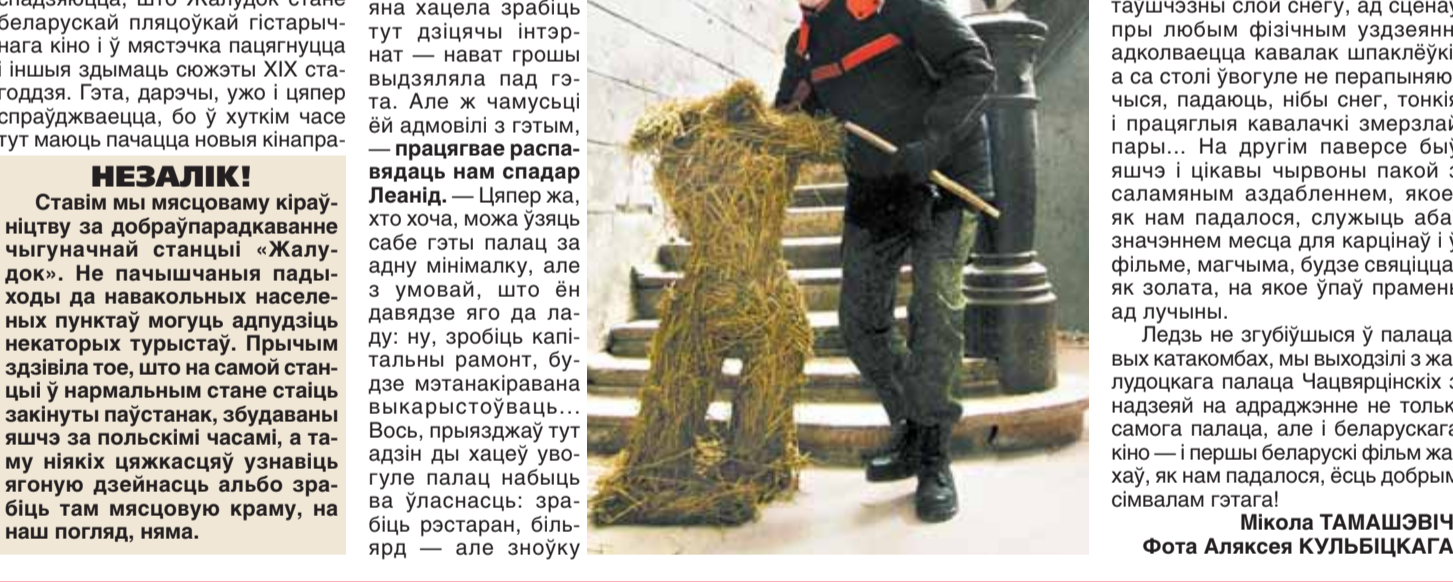 спадзяюцца, што Жалудок стане
беларускай пляцоўкай гістарыч-
нага кіно і ў мястэчка пацягнуцца
і іншыя здымаць сюжэты ХІХ ста-
годдзя. Гэта, дарэчы, ужо і цяпер
спраўджваецца, бо ў хуткім часе
тут маюць пачацца новыя кінапра-
НЕЗАЛІК!
Ставім мы мясцоваму кіраў-
ніцтву за добраўпарадкаванне
чыгуначнай станцыі «Жалу-
док». Не пачышчаныя пады-
ходы да навакольных населе-
ных пунктаў могуць адпудзіць
некаторых турыстаў. Прычым
здзівіла тое, што на самой стан-
цыі ў нармальным стане стаіць
закінуты паўстанак, збудаваны
яшчэ за польскімі часамі, а та-
му ніякіх цяжкасцяў узнавіць
ягоную дзейнасць альбо зра-
біць там мясцовую краму, на
наш погляд, няма.
яна хацела зрабіць
тут дзіцячы інтэр-
нат — нават грошы
выдзяляла пад гэ-
та. Але ж чамусьці
ёй адмовілі з гэтым,
— працягвае распа-
вядаць нам спадар
Леанід. — Цяпер жа,
хто хоча, можа ўзяць
сабе гэты палац за
адну мінімалку, але
з умовай, што ён
давядзе яго да ла-
ду: ну, зробіць капі-
тальны рамонт, бу-
дзе мэтанакіравана
выкарыстоўваць...
Вось, прыязджаў тут
адзін ды хацеў уво-
гуле палац набыць
ва ўласнасць: зра-
біць рэстаран, біль-
ярд — але зноўку
таўшчэзны слой снегу, ад сценаў
пры любым фізічным уздзеянн
адколваецца кавалак шпаклёўкі
а са столі ўвогуле не перапыняю
чыся, падаюць, нібы снег, тонкія
і працяглыя кавалачкі змерзлай
пары... На другім паверсе быў
яшчэ і цікавы чырвоны пакой з
саламяным аздабленнем, якое
як нам падалося, служыць аба
значэннем месца для карцінаў і ў
фільме, магчыма, будзе свяціцца
як золата, на якое ўпаў прамень
ад лучыны.
Ледзь не згубіўшыся ў палаца
вых катакомбах, мы выходзілі з жа
лудоцкага палаца Чацвярцінскіх з
надзеяй на адраджэнне не тольк
самога палаца, але і беларускага
кіно — і першы беларускі фільм жа
хаў, як нам падалося, ёсць добрым
сімвалам гэтага!
Мікола ТАМАШЭВІЧ
Фота Аляксея КУЛЬБІЦКАГА